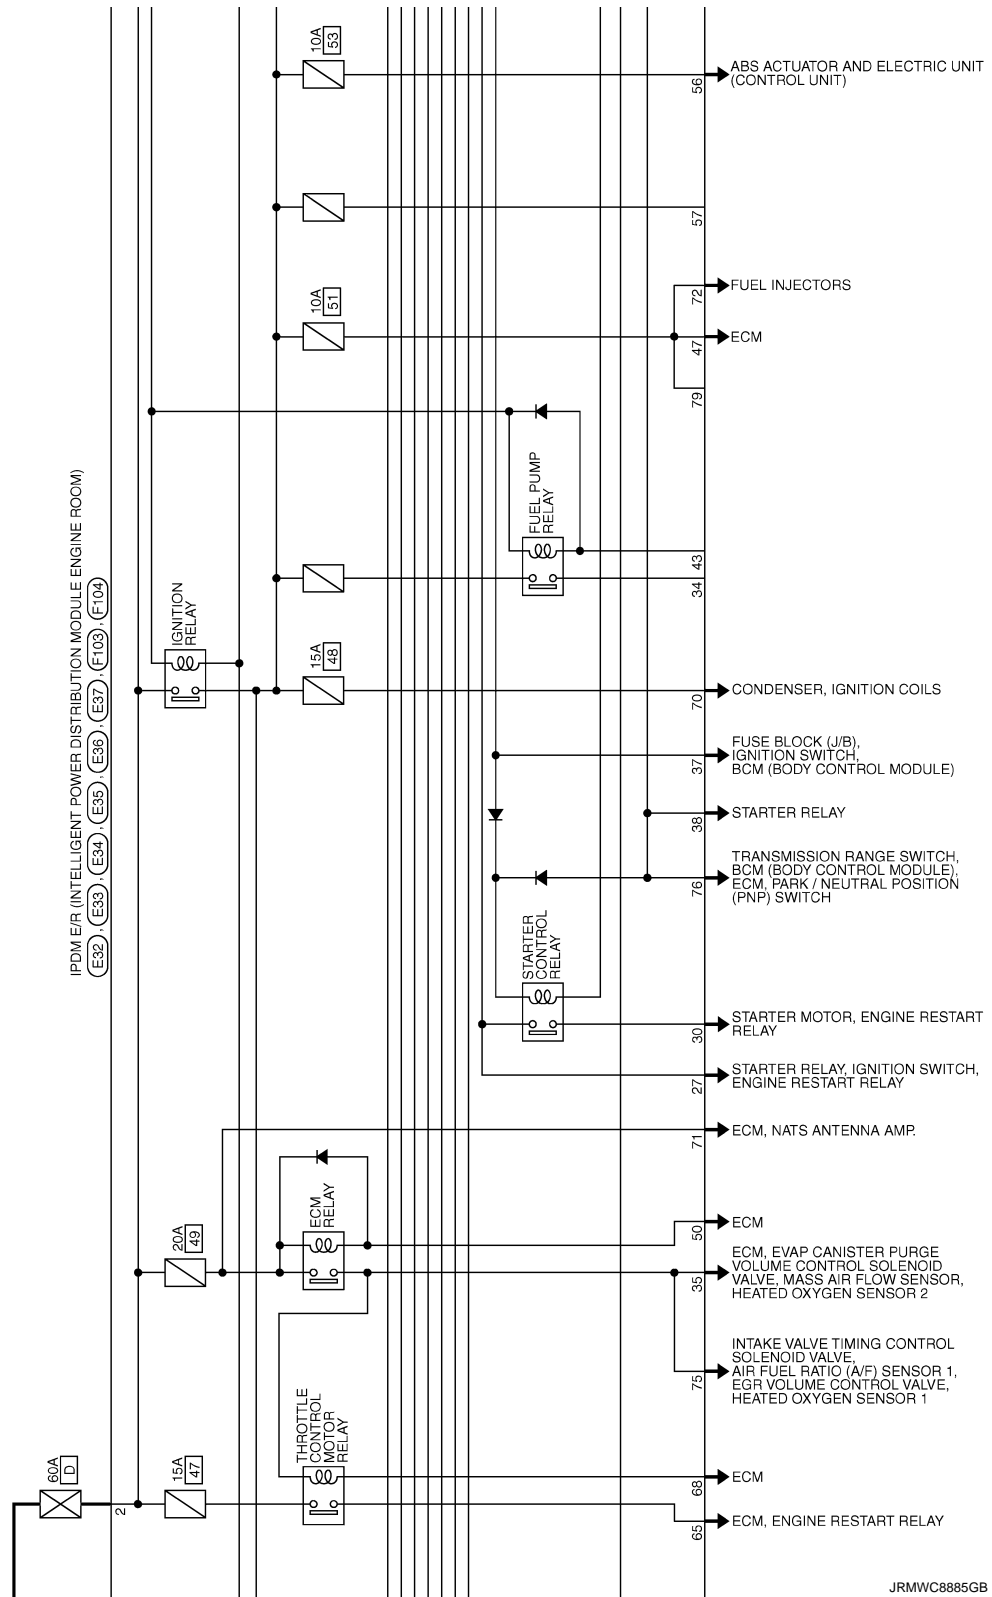 10A
53
56
ABS ACTUATOR AND ELECTRIC UNIT
(CONTROL UNIT)
57
10A
51
72
FUEL INJECTORS
47
ECM
79
FUEL PUMP
RELAY
43
34
IPDM E/R (INTELLIGENT POWER DISTRIBUTION MODULE ENGINE ROOM)
E32 , E33 , E34 , E35 , E36 , E37 , F103 , F104
IGNITION
RELAY
15A
48
70
CONDENSER, IGNITION COILS
37
FUSE BLOCK (J/B),
IGNITION SWITCH,
BCM (BODY CONTROL MODULE)
38
STARTER RELAY
76
TRANSMISSION RANGE SWITCH,
BCM (BODY CONTROL MODULE),
ECM, PARK / NEUTRAL POSITION
(PNP) SWITCH
STARTER
CONTROL
RELAY
30
STARTER MOTOR, ENGINE RESTART
RELAY
27
STARTER RELAY, IGNITION SWITCH,
ENGINE RESTART RELAY
71
ECM, NATS ANTENNA AMP.
ECM
RELAY
20A
49
50
ECM
35
ECM, EVAP CANISTER PURGE
VOLUME CONTROL SOLENOID
VALVE, MASS AIR FLOW SENSOR,
HEATED OXYGEN SENSOR 2
75
INTAKE VALVE TIMING CONTROL
SOLENOID VALVE,
AIR FUEL RATIO (A/F) SENSOR 1,
EGR VOLUME CONTROL VALVE,
HEATED OXYGEN SENSOR 1
THROTTLE
CONTROL
MOTOR
RELAY
60A
D
2
15A
47
68
ECM
65
ECM, ENGINE RESTART RELAY
JRMWC8885GB